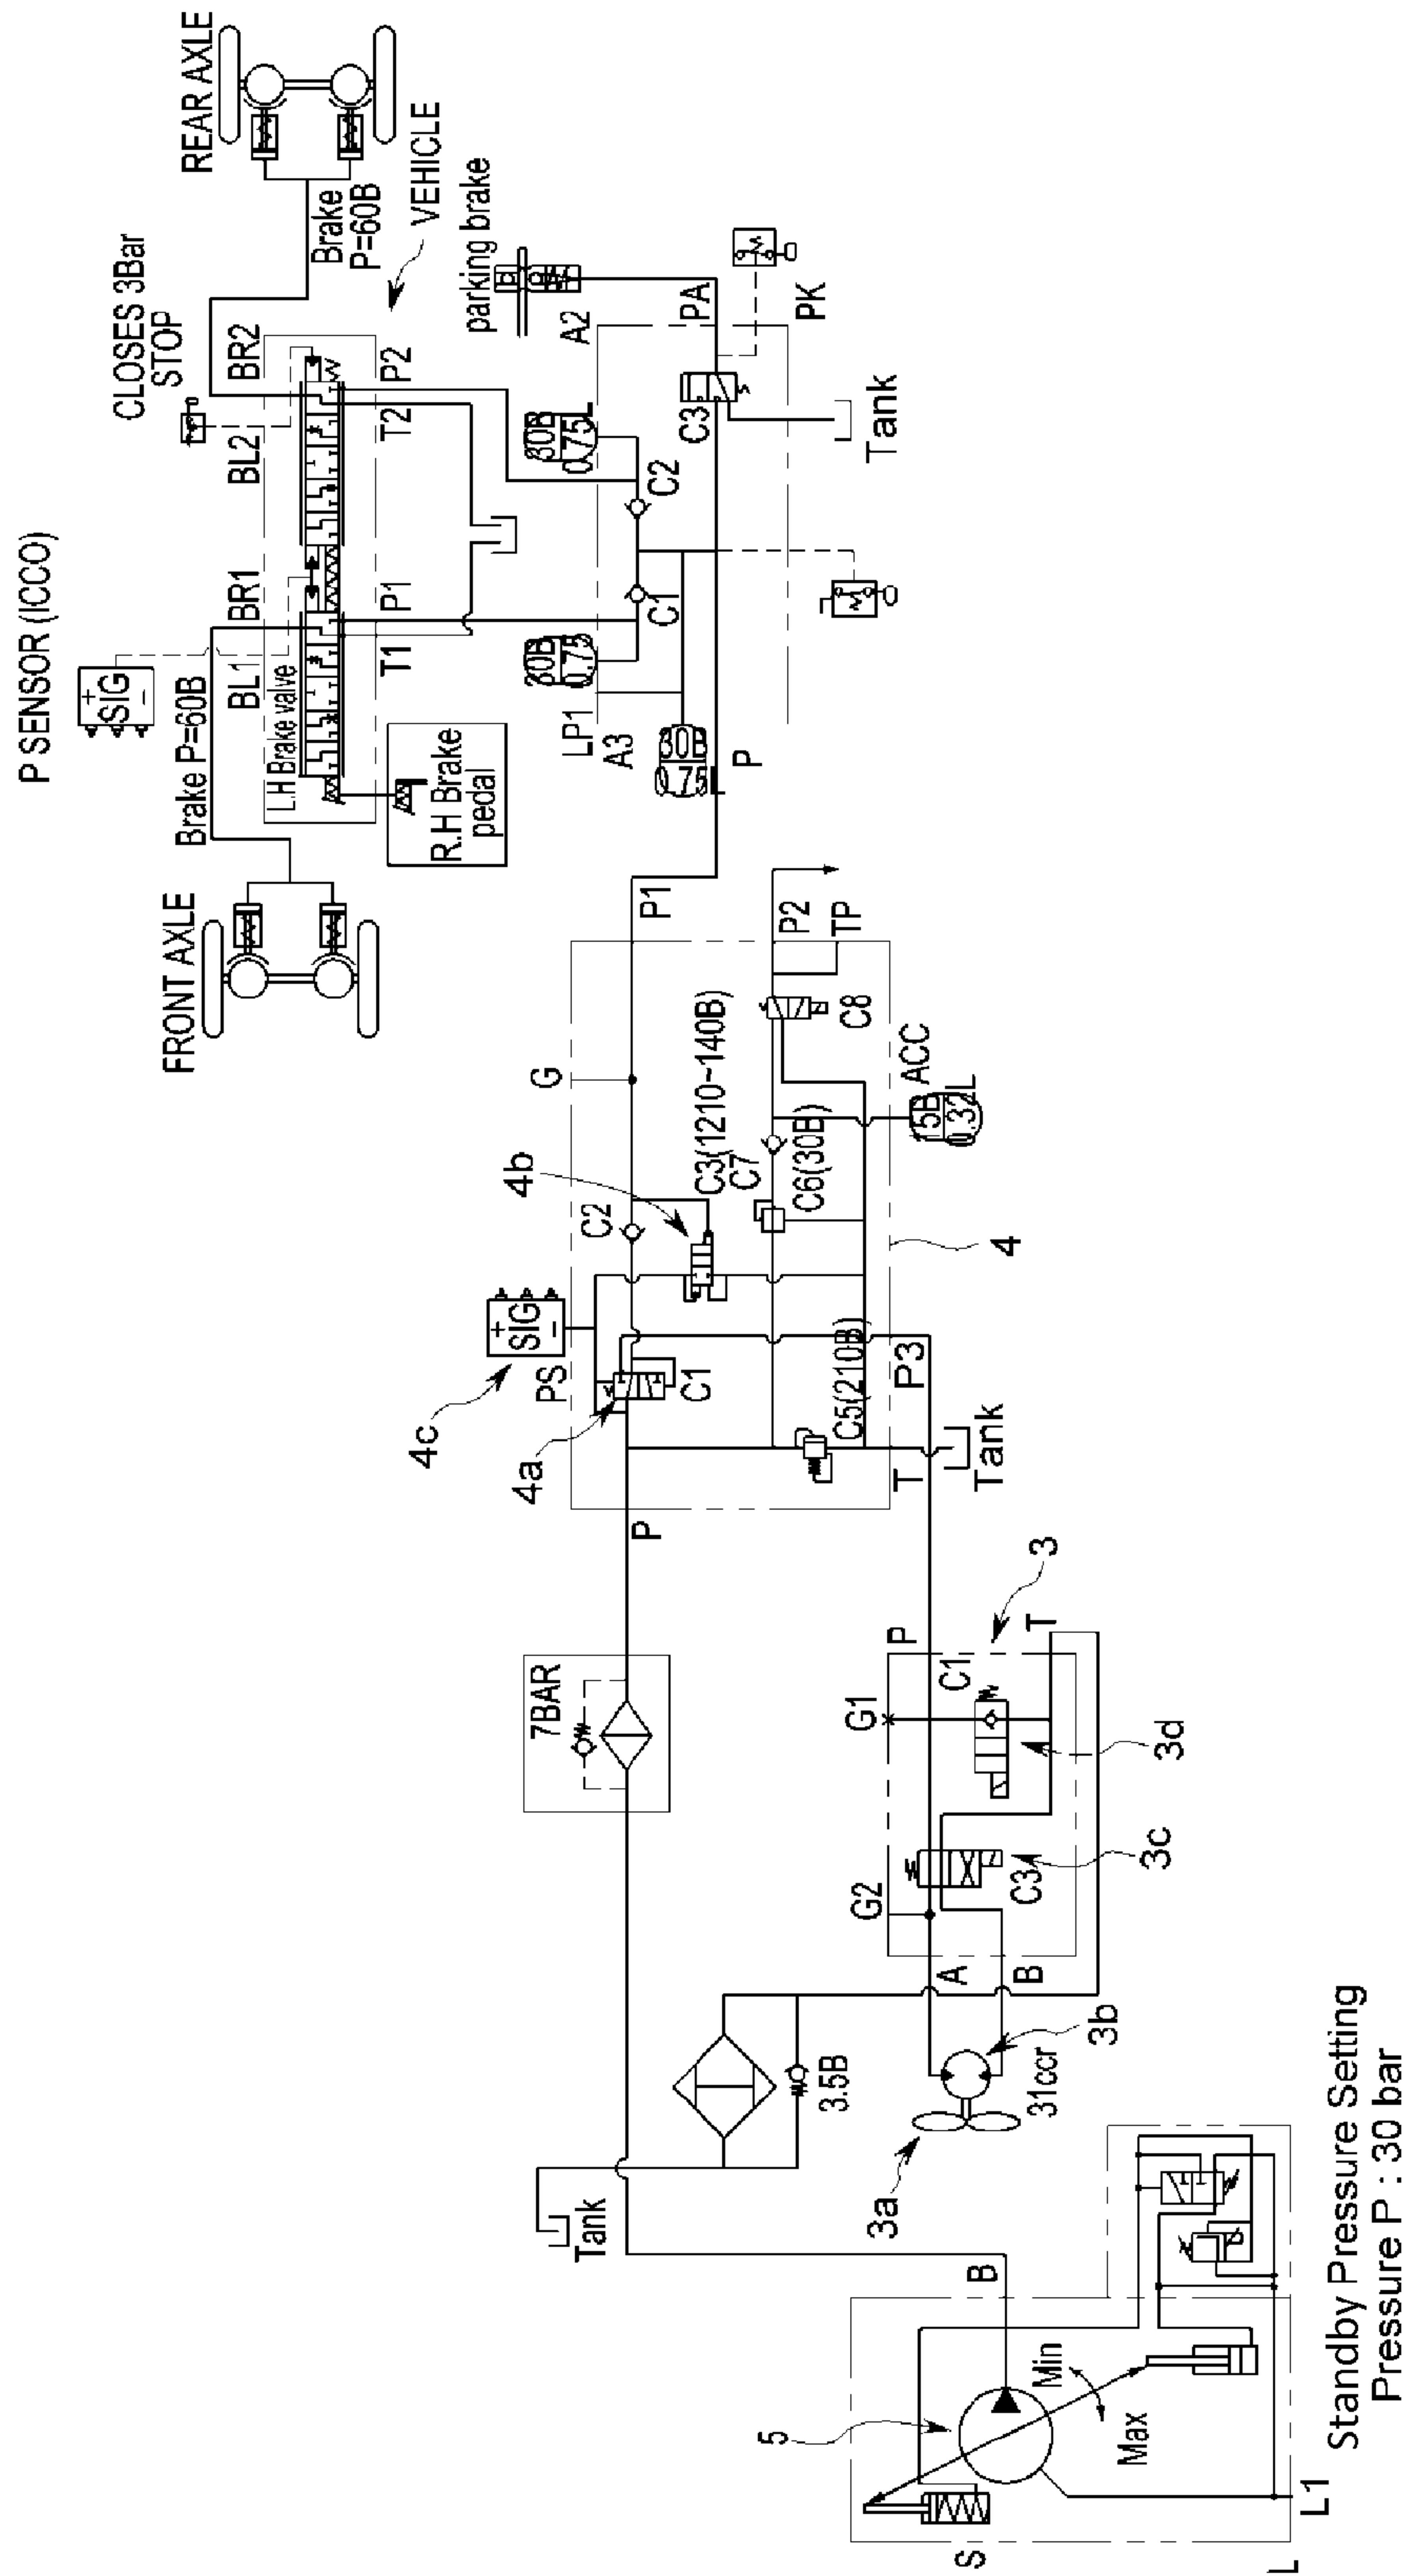 P SENSOR (ICCO)
+
SIG
-
FRONT AXLE
Brake P=60B
BL1
BR1
L.H Brake valve
R.H Brake
pedal
T1
P1
CLOSES 3Bar
STOP
BL2
BR2
T2
P2
REAR AXLE
Brake
P=60B
VEHICLE
parking brake
LP1
A3
A2
30B
0.75
30B
0.75L
30B
0.75L
P
C1
C2
C3
PA
PK
Tank
4c
+
SIG
-
PS
4a
4b
G
C2
C1
P1
C3(1210~140B)
C7
C6(30B)
C5(210B)
C8
P2
TP
ACC
15B
0.32L
4
P
P3
T
Tank
7BAR
G1
G2
P
C1
T
3
3d
3c
C3
A
B
3b
31ccr
3a
3.5B
Tank
B
5
Min
Max
S
L
L1
Standby Pressure Setting
Pressure P : 30 bar